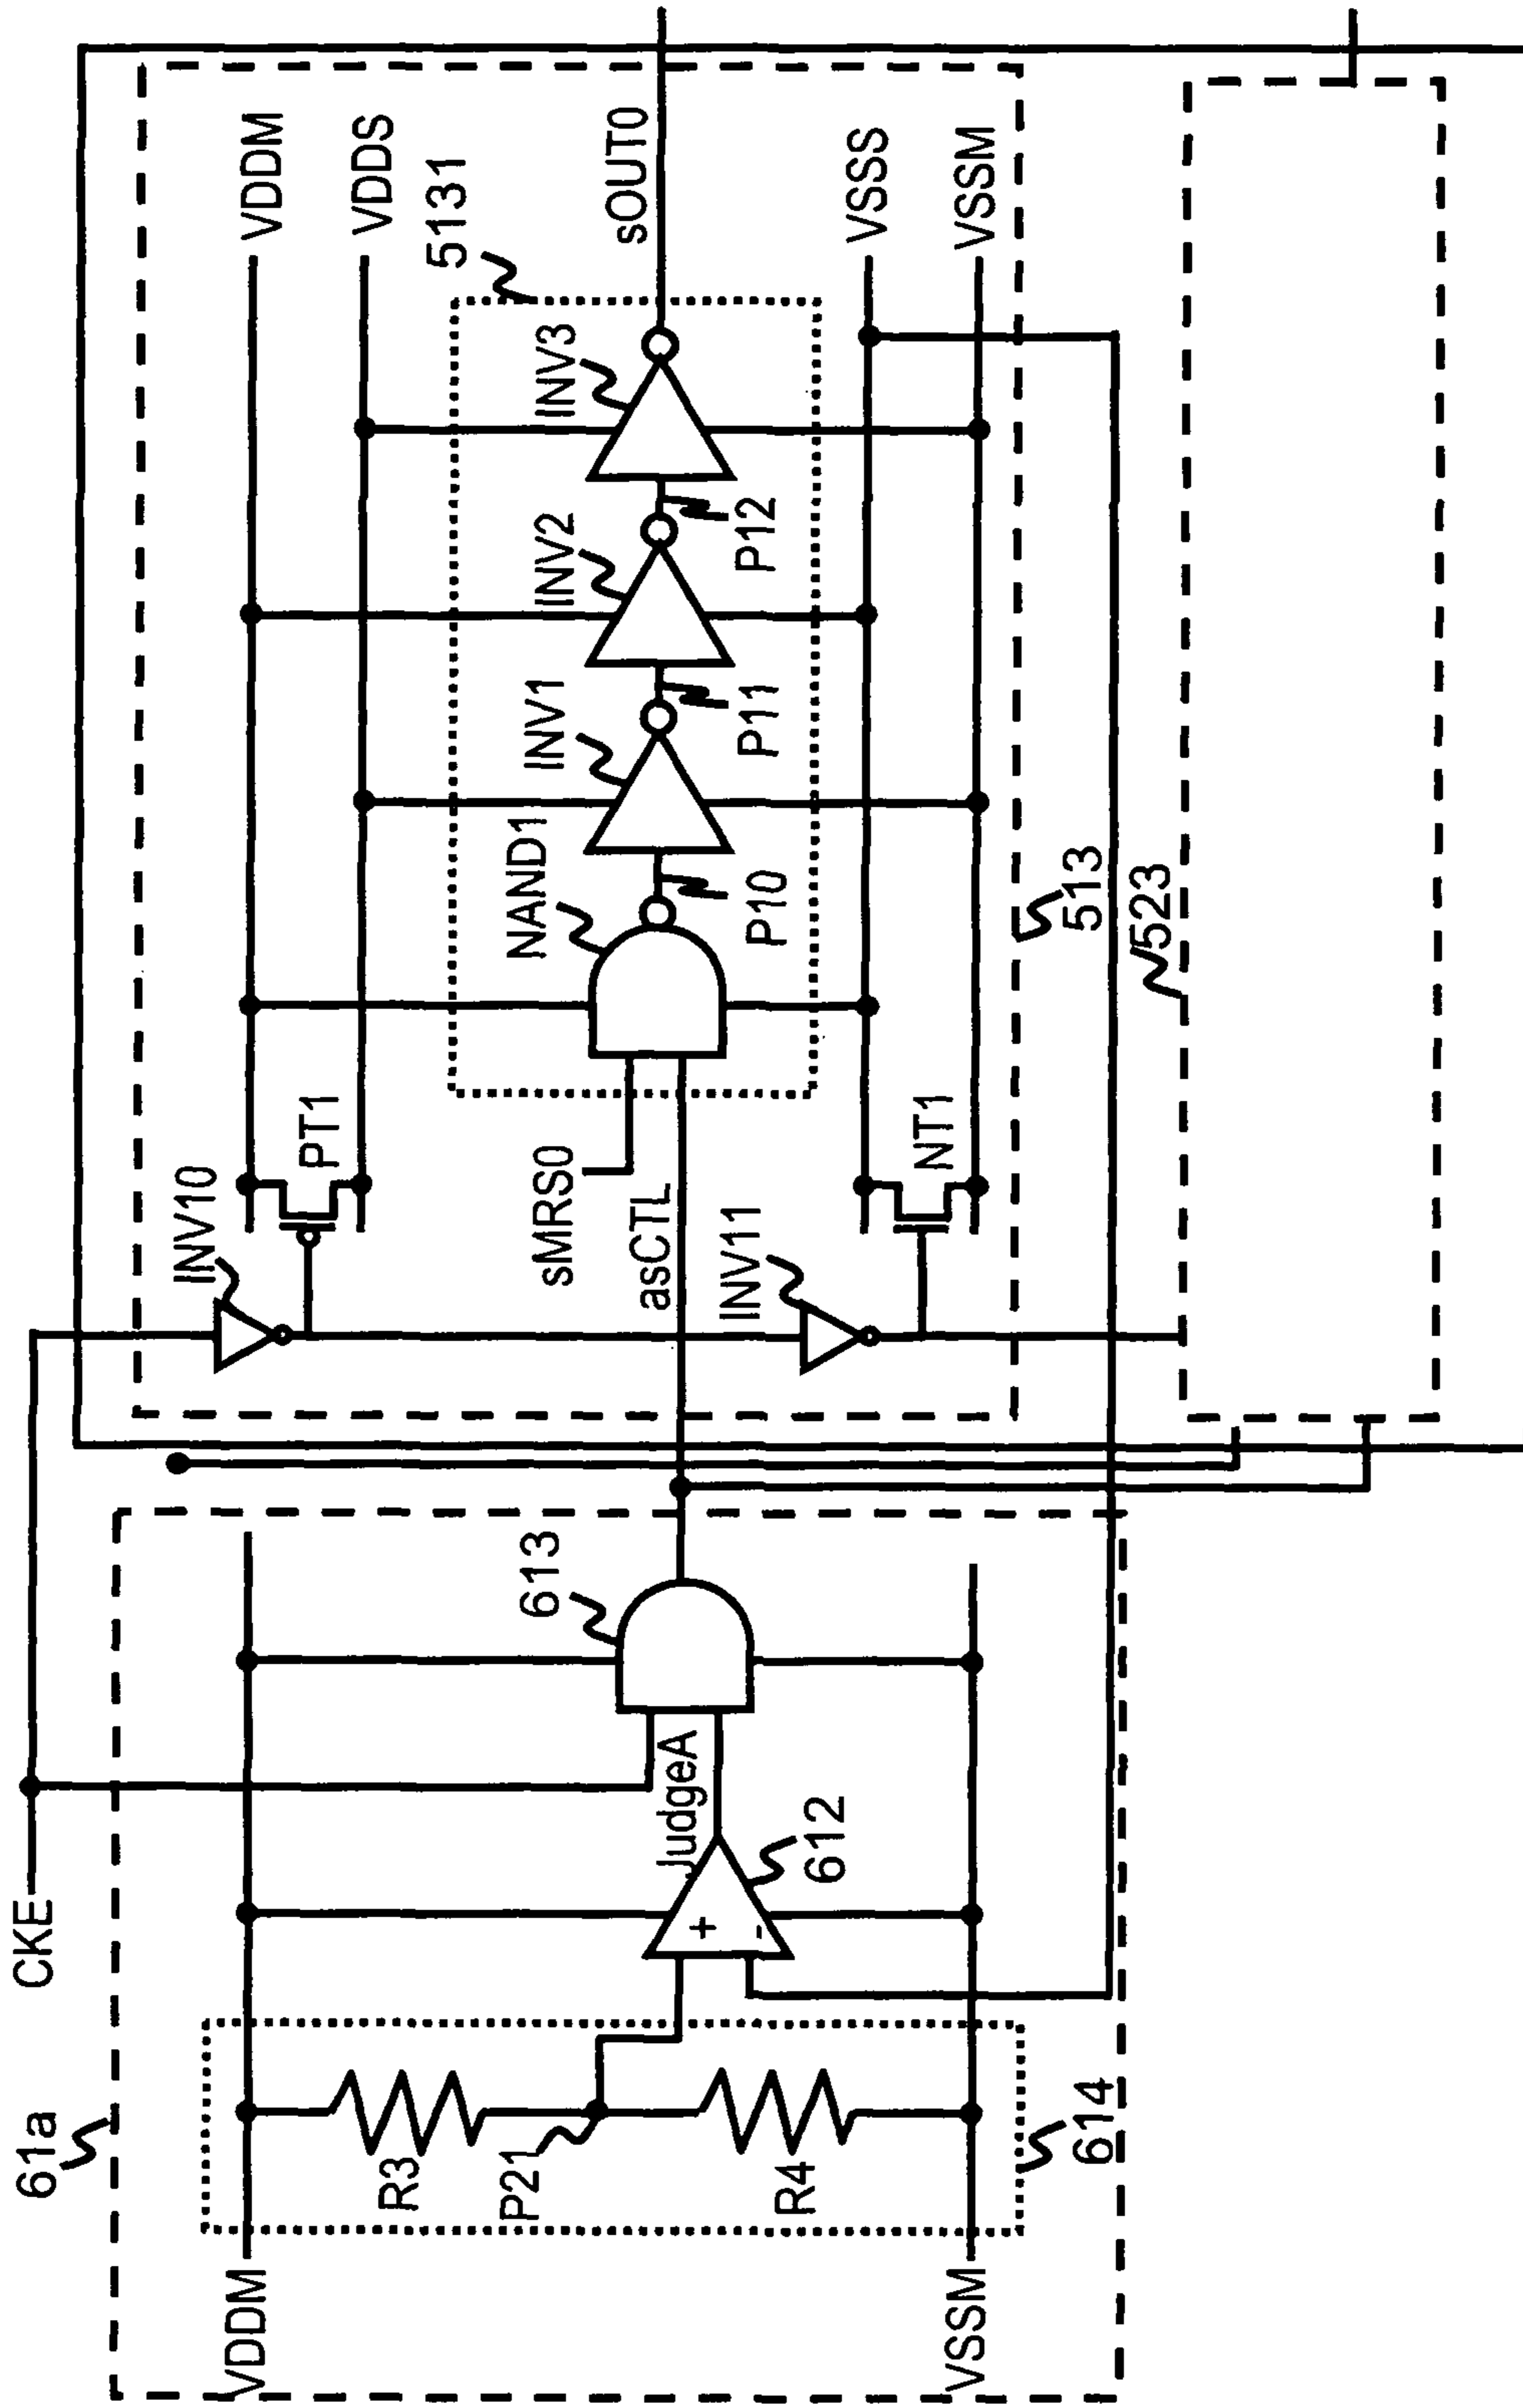 61a
CKE
VDDM
R3
P21
R4
614
VSSM
+
-
612
JudgeA
613
INV10
PT1
sMRS0
asCTL
INV11
NT1
NAND1
P10
INV1
P11
INV2
P12
INV3
5131
VDDM
VDDS
sOUT0
VSSS
VSSM
513
523